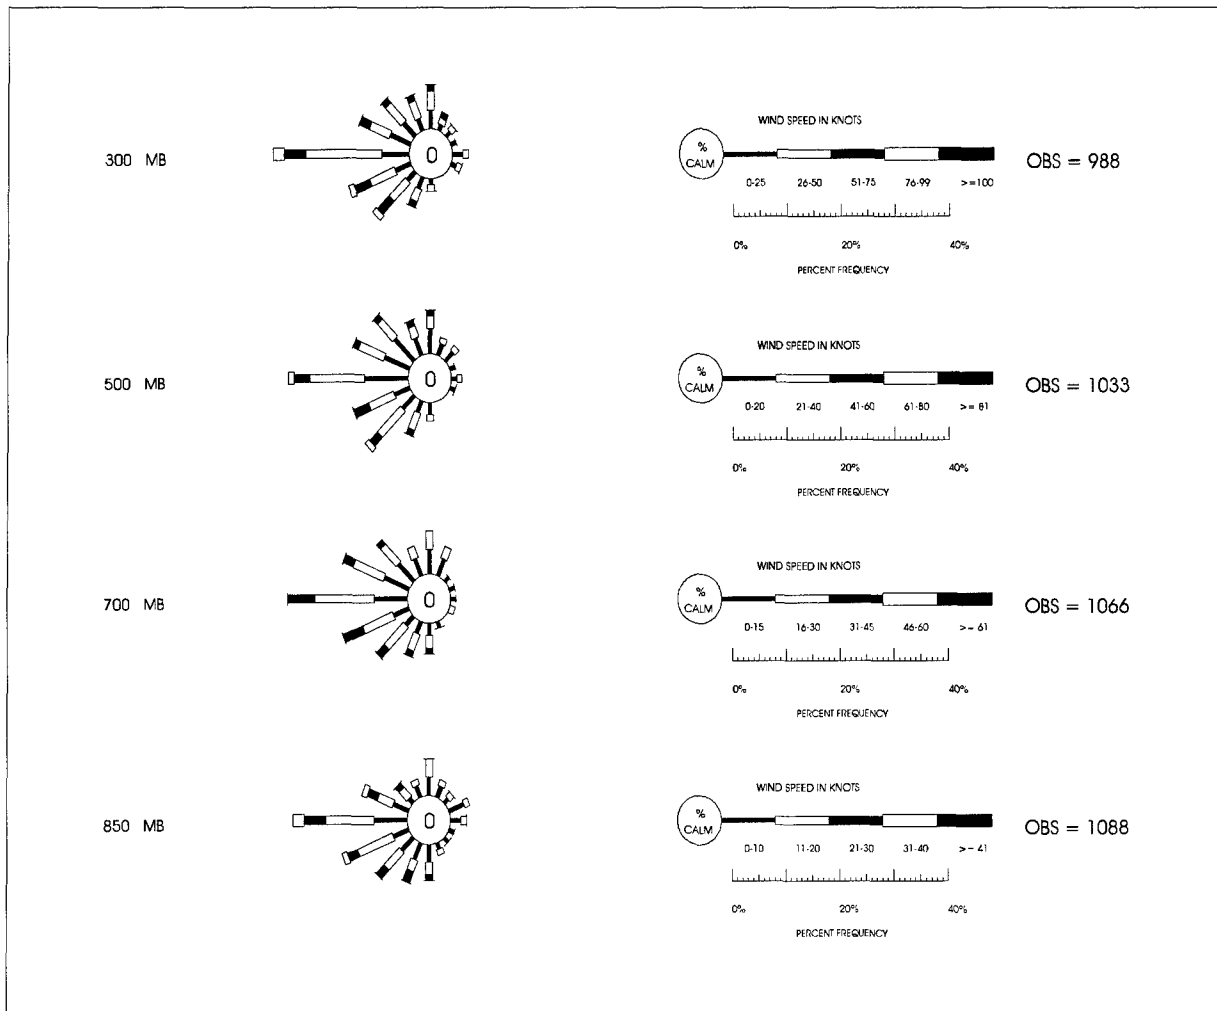 WIND SPEED IN KNOTS
300 MB
0
% CALM
OBS = 988
0-25 26-50 51-75 76-99 >=100
0% 20% 40%
PERCENT FREQUENCY
WIND SPEED IN KNOTS
500 MB
0
% CALM
OBS = 1033
0-20 21-40 41-60 61-80 >= 81
0% 20% 40%
PERCENT FREQUENCY
WIND SPEED IN KNOTS
700 MB
0
% CALM
OBS = 1066
0-15 16-30 31-45 46-60 >= 61
0% 20% 40%
PERCENT FREQUENCY
WIND SPEED IN KNOTS
850 MB
0
% CALM
OBS = 1088
0-10 11-20 21-30 31-40 >= 41
0% 20% 40%
PERCENT FREQUENCY